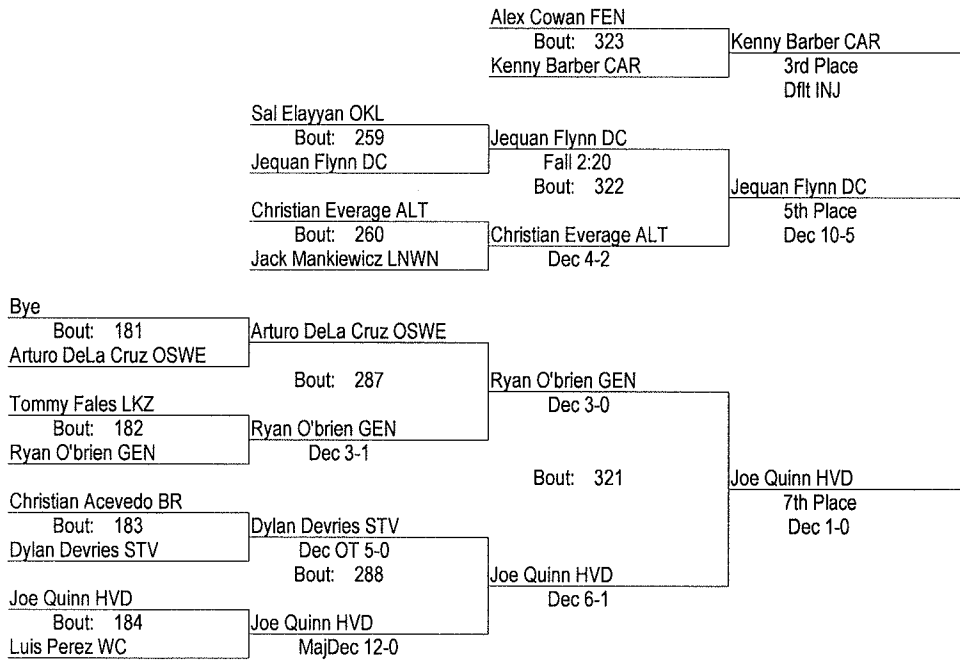 Alex Cowan FEN
Bout: 323
Kenny Barber CAR
Kenny Barber CAR
3rd Place
Dflt INJ
Sal Elayyan OKL
Bout: 259
Jequan Flynn DC
Jequan Flynn DC
Fall 2:20
Bout: 322
Christian Everage ALT
Bout: 260
Jack Mankiewicz LNWN
Christian Everage ALT
Dec 4-2
Jequan Flynn DC
5th Place
Dec 10-5
Bye
Bout: 181
Arturo DeLa Cruz OSWE
Arturo DeLa Cruz OSWE
Bout: 287
Tommy Fales LKZ
Bout: 182
Ryan O'brien GEN
Ryan O'brien GEN
Dec 3-1
Ryan O'brien GEN
Dec 3-0
Bout: 321
Christian Acevedo BR
Bout: 183
Dylan Devries STV
Dylan Devries STV
Dec OT 5-0
Bout: 288
Joe Quinn HVD
Bout: 184
Luis Perez WC
Joe Quinn HVD
MajDec 12-0
Joe Quinn HVD
Dec 6-1
Joe Quinn HVD
7th Place
Dec 1-0